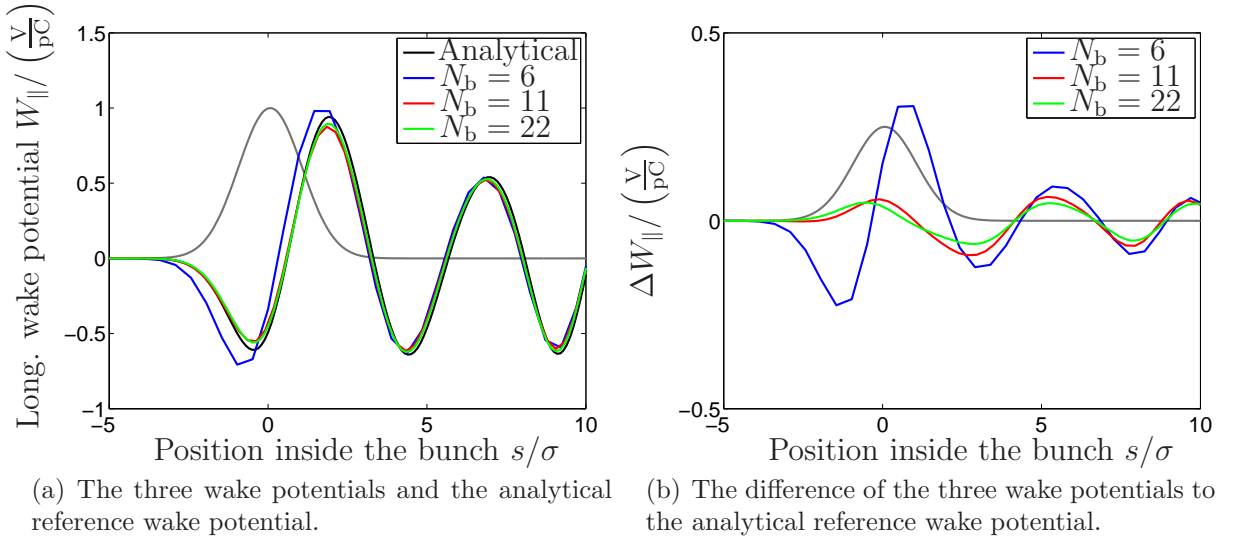 Long. wake potential W∥/ (V/pC)
1.5
1
0.5
0
−0.5
−1
−5
0
5
10
Analytical
N_b = 6
N_b = 11
N_b = 22
Position inside the bunch s/σ
(a) The three wake potentials and the analytical
reference wake potential.
ΔW∥/ (V/pC)
0.5
0
−0.5
−5
0
5
10
N_b = 6
N_b = 11
N_b = 22
Position inside the bunch s/σ
(b) The difference of the three wake potentials to
the analytical reference wake potential.